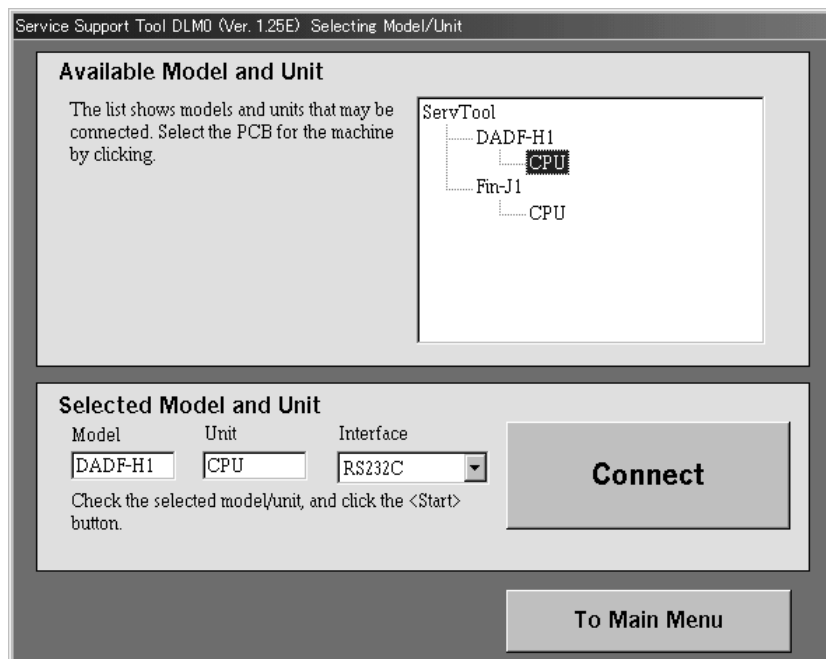 Service Support Tool DLM0 (Ver. 1.25E)  Selecting Model/Unit
Available Model and Unit
The list shows models and units that may be
connected. Select the PCB for the machine
by clicking.
ServTool
DADF-H1
CPU
Fin-J1
CPU
Selected Model and Unit
Model Unit Interface
DADF-H1 CPU RS232C
Check the selected model/unit, and click the <Start>
button.
Connect
To Main Menu